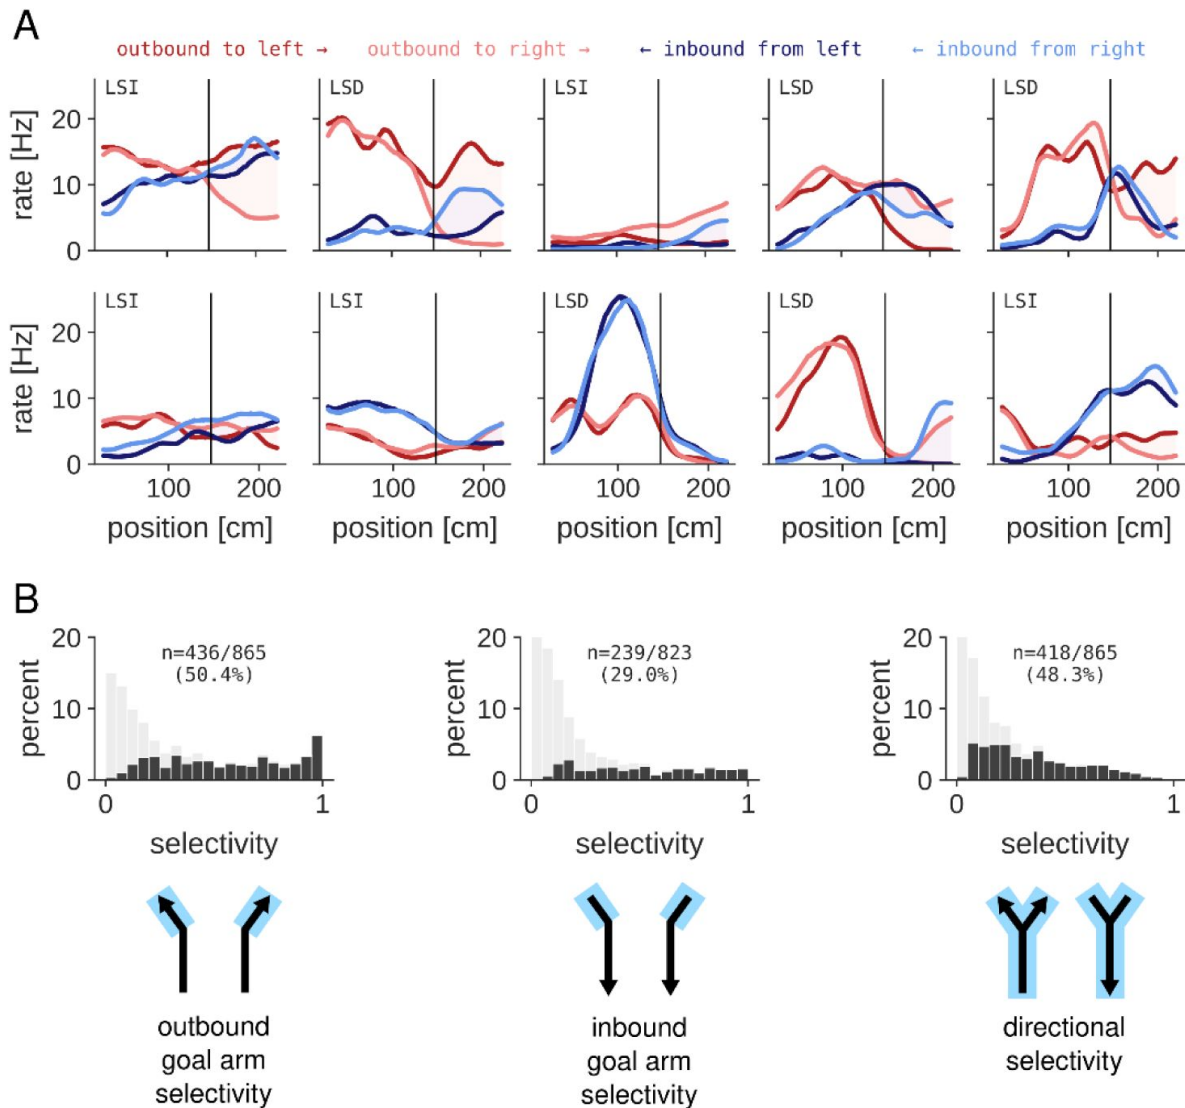 A
outbound to left → outbound to right → ← inbound from left ← inbound from right
LSI LSD LSI LSD LSD
rate [Hz]
20
10
0
LSI LSI LSD LSD LSI
rate [Hz]
20
10
0
100 200 100 200 100 200 100 200 100 200
position [cm] position [cm] position [cm] position [cm] position [cm]
B
20 20 20
n=436/865 n=239/823 n=418/865
(50.4%) (29.0%) (48.3%)
percent percent percent
10 10 10
0 0 0
0 1 0 1 0 1
selectivity selectivity selectivity
outbound inbound directional
goal arm goal arm selectivity
selectivity selectivity